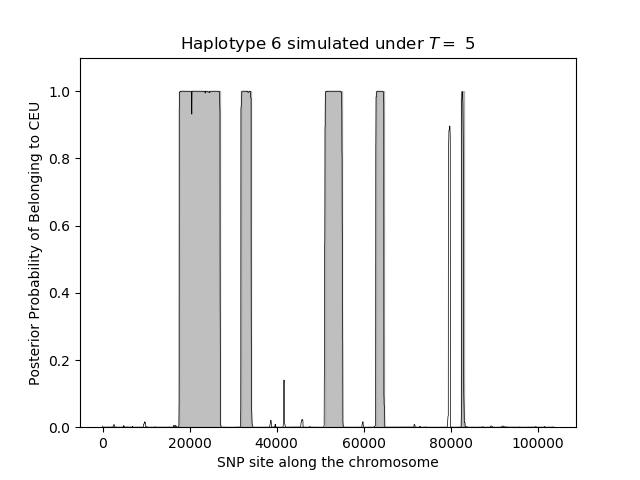 Haplotype 6 simulated under T = 5
Posterior Probability of Belonging to CEU
1.0
0.8
0.6
0.4
0.2
0.0
0 20000 40000 60000 80000 100000
SNP site along the chromosome